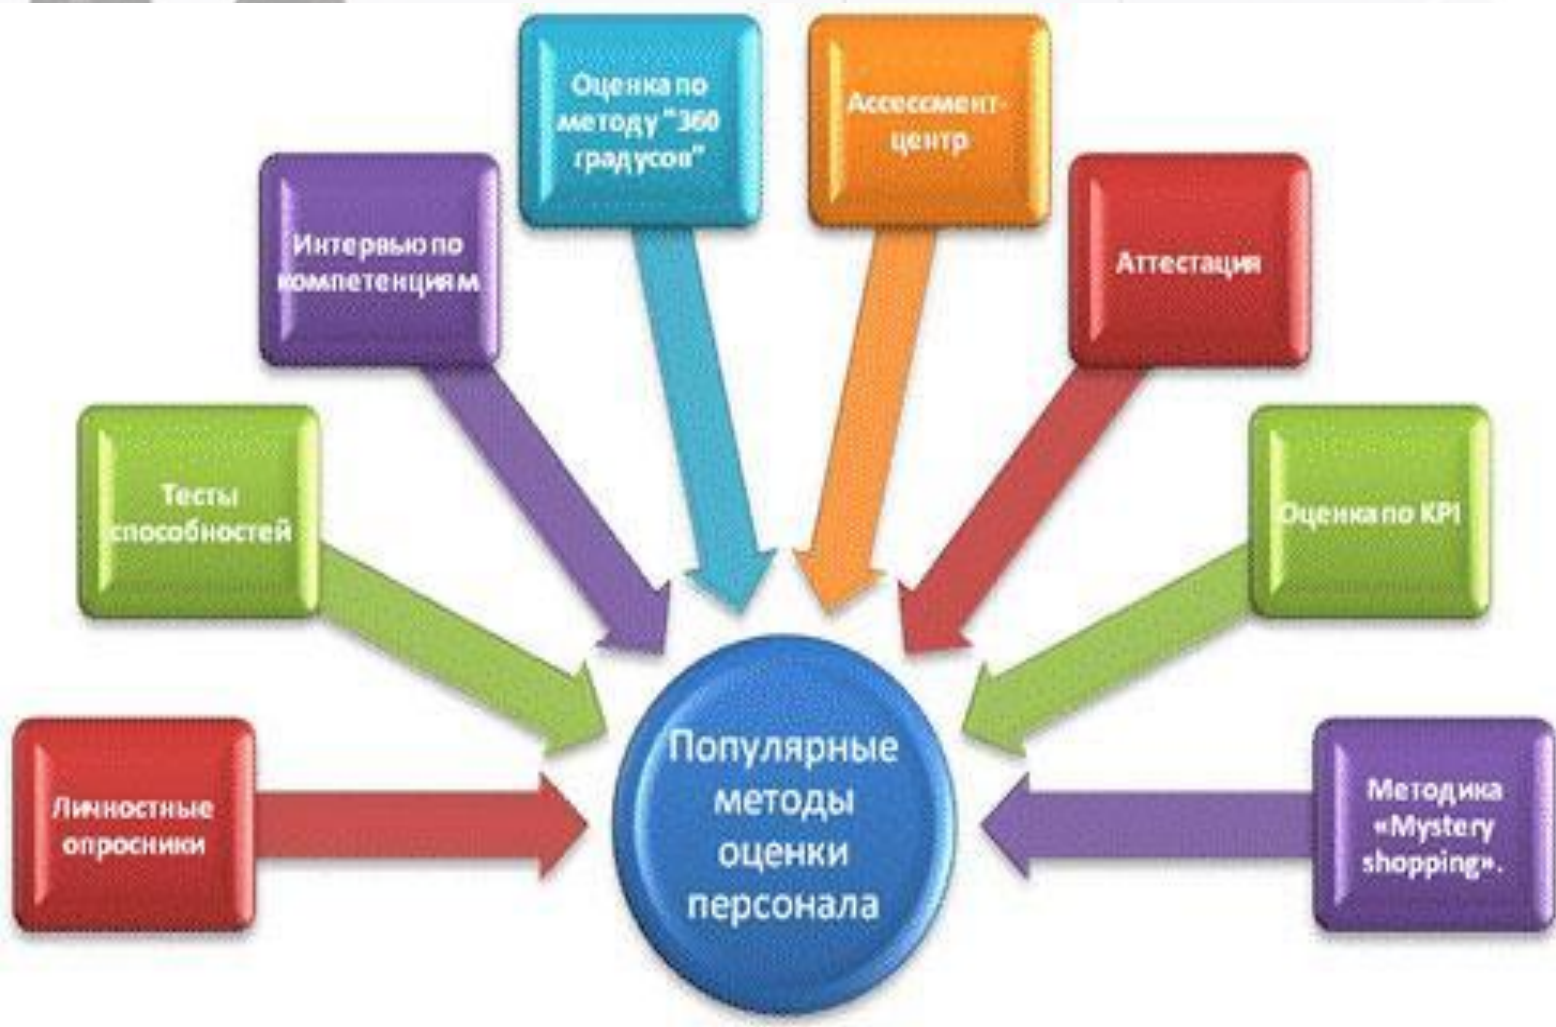 Оценка по
методу "360
градусов"
Ассессмент-
центр
Интервью по
компетенциям
Аттестация
Тесты
способностей
Оценка по KPI
Личностные
опросники
Методика
«Mystery
shopping».
Популярные
методы
оценки
персонала